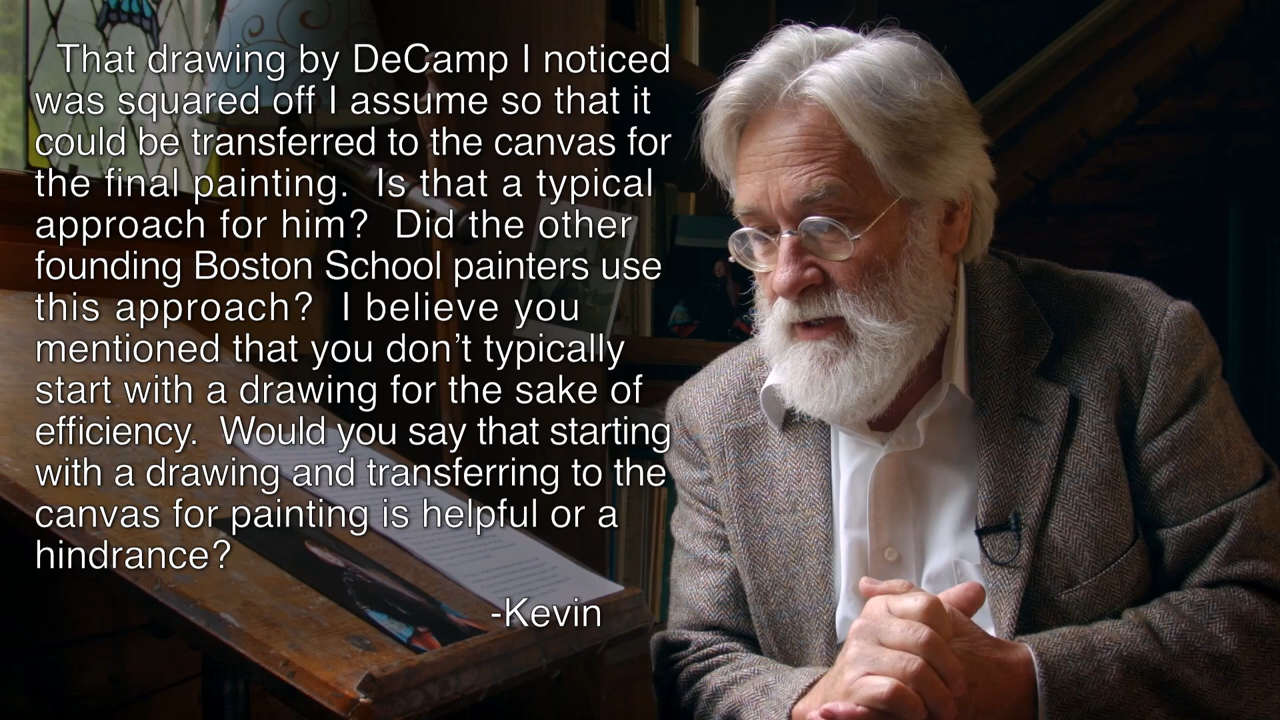 That drawing by DeCamp I noticed
was squared off I assume so that it
could be transferred to the canvas for
the final painting.  Is that a typical
approach for him?  Did the other
founding Boston School painters use
this approach?  I believe you
mentioned that you don't typically
start with a drawing for the sake of
efficiency.  Would you say that starting
with a drawing and transferring to the
canvas for painting is helpful or a
hindrance?
-Kevin